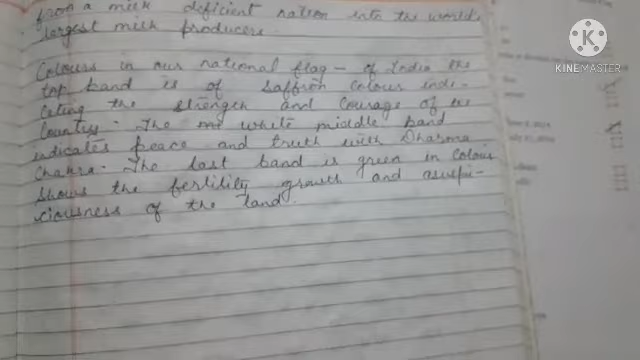 from a milk deficient nation into the world's
largest milk producers.
Colours in our national flag - of India the
top band is of saffron colour indi-
cating the strength and courage of the
Country. The white middle band
indicates peace and truth with Dharma
Chakra. The last band is green in colour
shows the fertility growth and auspi-
ciousness of the land.
KINEMASTER